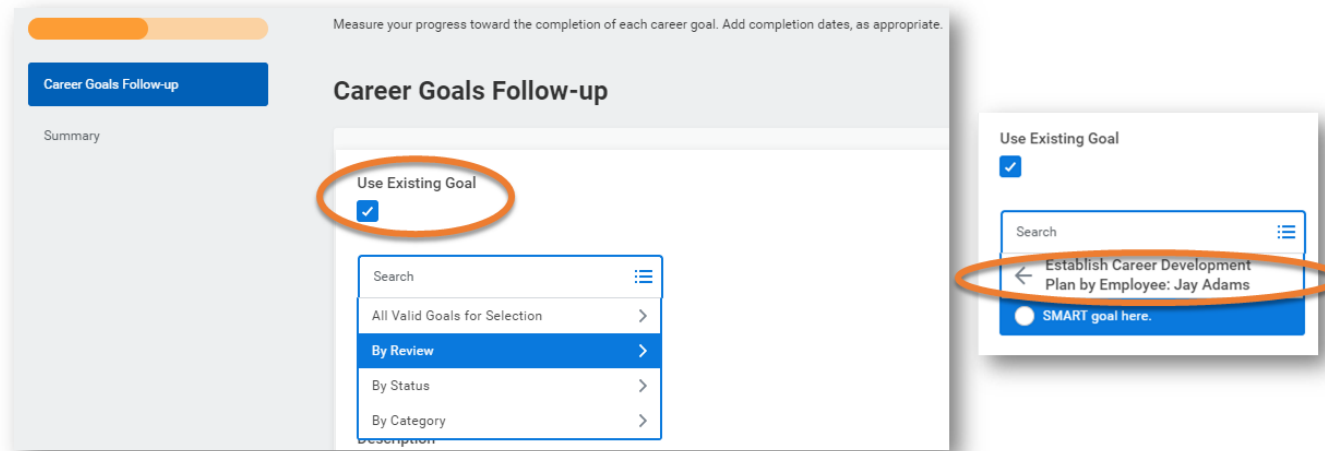 Measure your progress toward the completion of each career goal. Add completion dates, as appropriate.
Career Goals Follow-up
Summary
Career Goals Follow-up
Use Existing Goal
Search
All Valid Goals for Selection
By Review
By Status
By Category
Description
Use Existing Goal
Search
Establish Career Development
Plan by Employee: Jay Adams
SMART goal here.